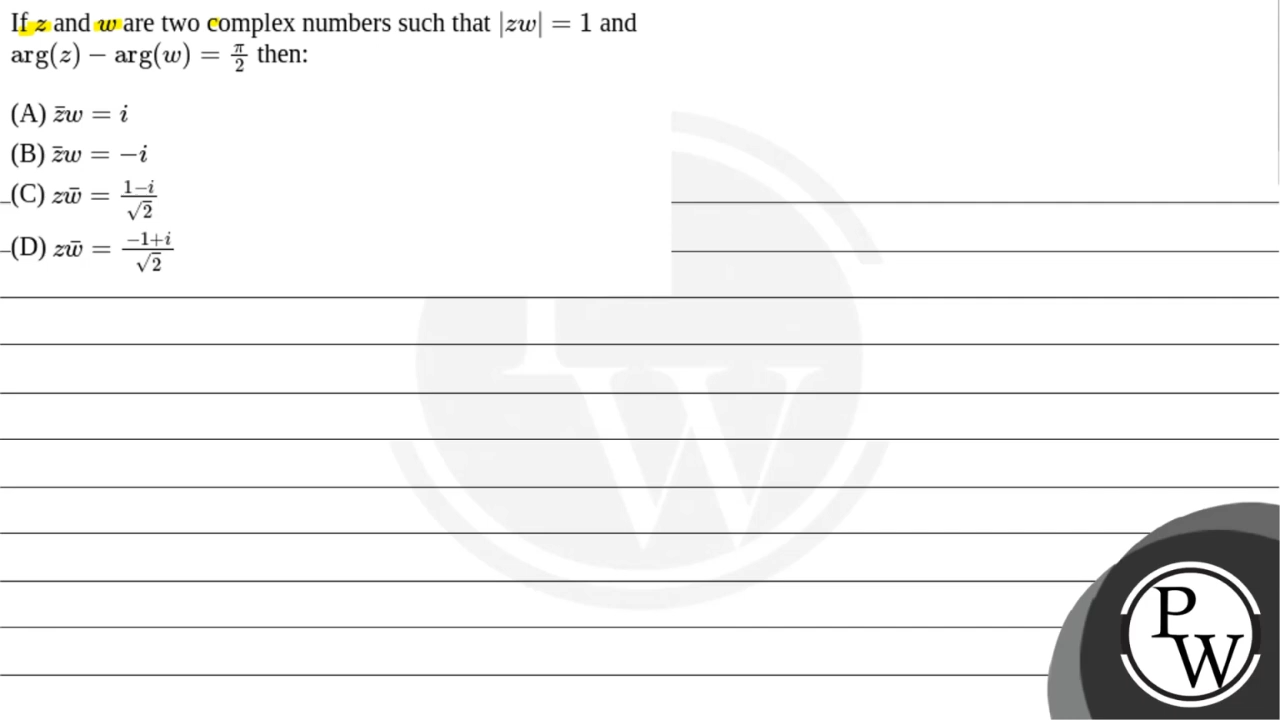 If z and w are two complex numbers such that |zw| = 1 and
arg(z) − arg(w) = π/2 then:
(A) z̄w = i
(B) z̄w = −i
(C) zw̄ = (1−i)/√2
(D) zw̄ = (−1+i)/√2
PW